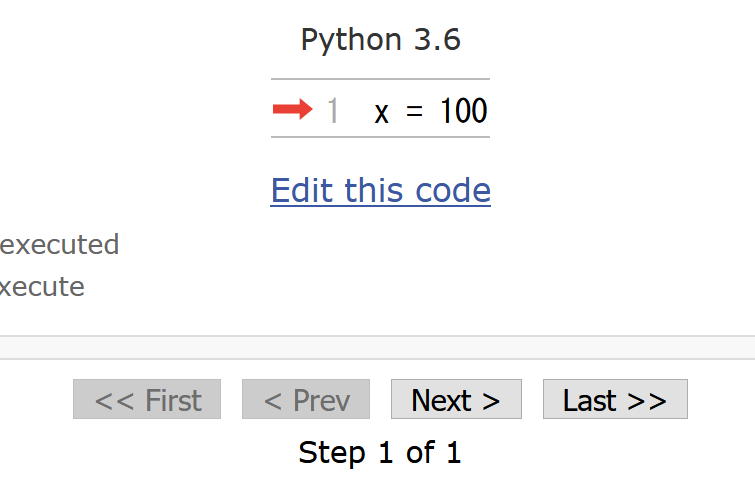 Python 3.6
1 x = 100
Edit this code
executed
xecute
<< First < Prev Next > Last >>
Step 1 of 1